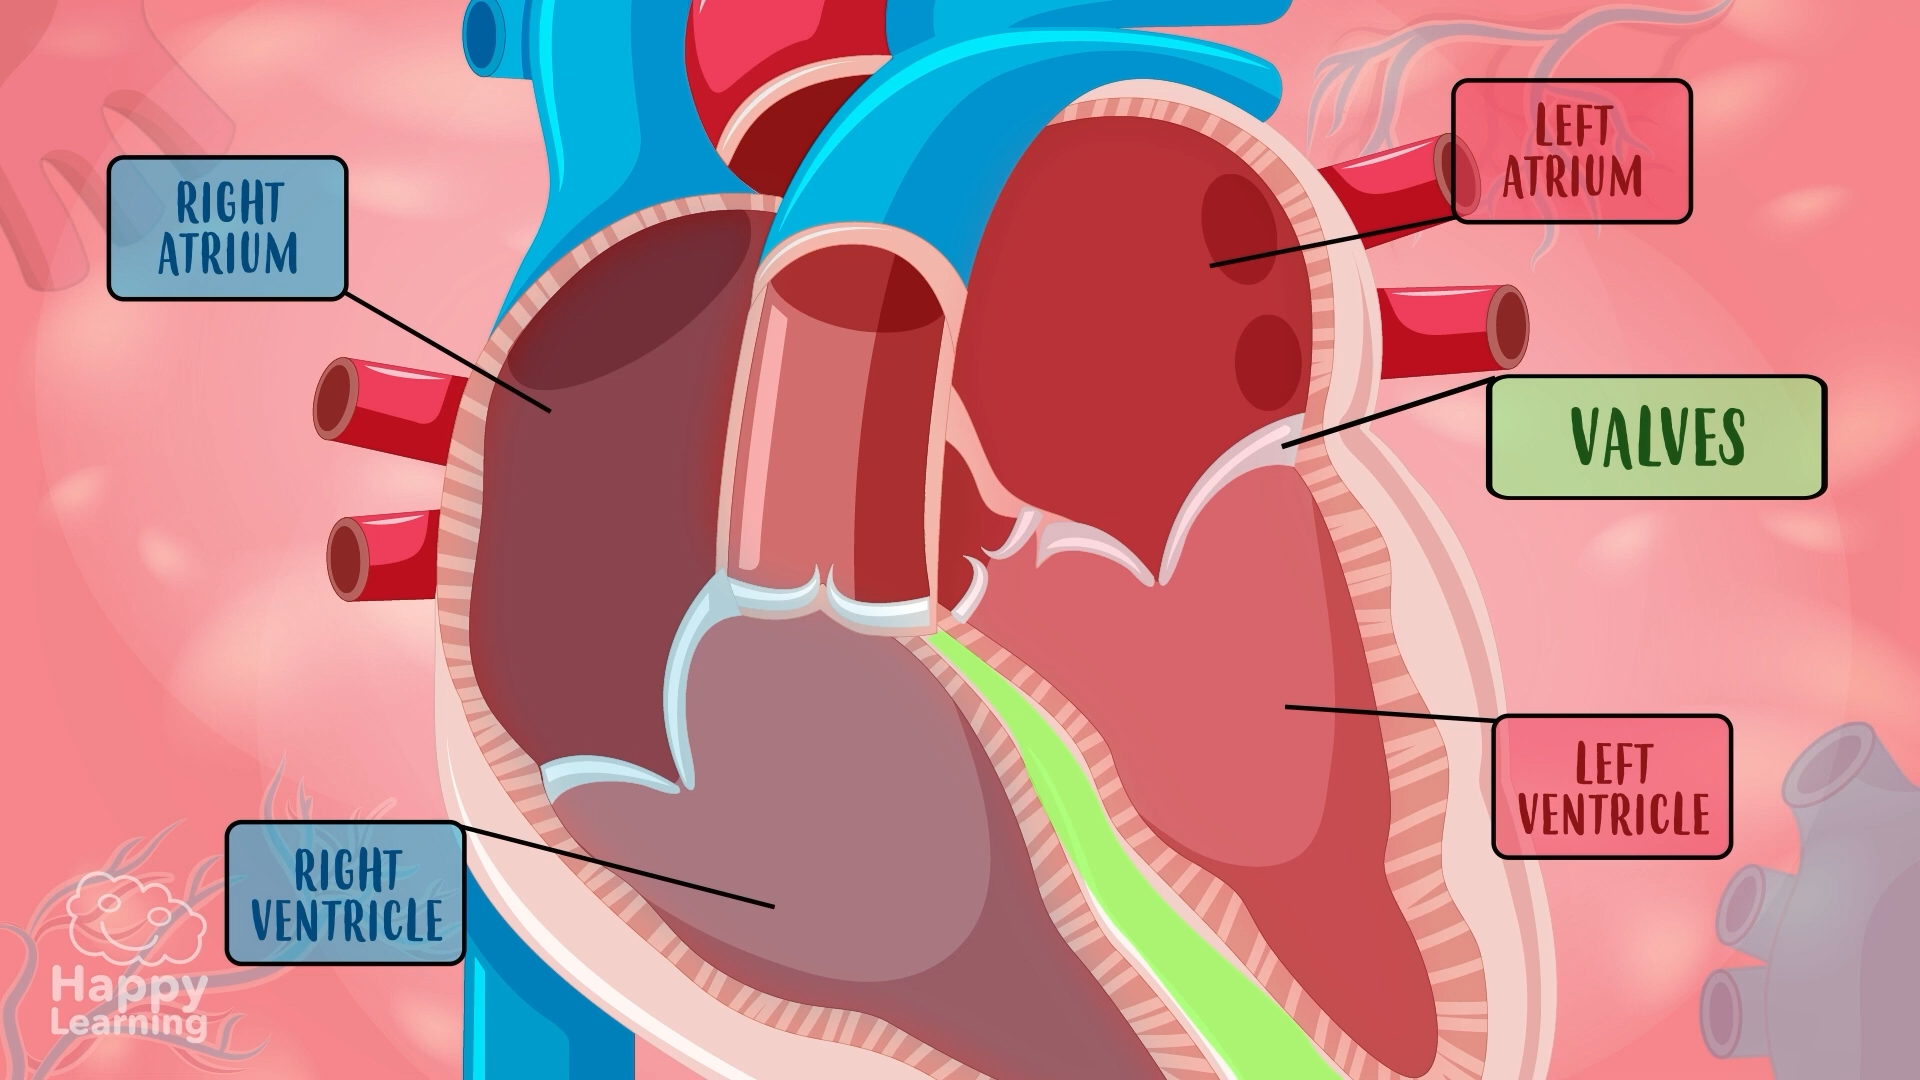 LEFT
ATRIUM
RIGHT
ATRIUM
VALVES
LEFT
VENTRICLE
RIGHT
VENTRICLE
Happy
Learning